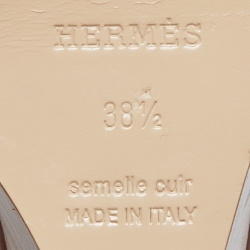 HERMÈS
38½
semelle cuir
MADE IN ITALY